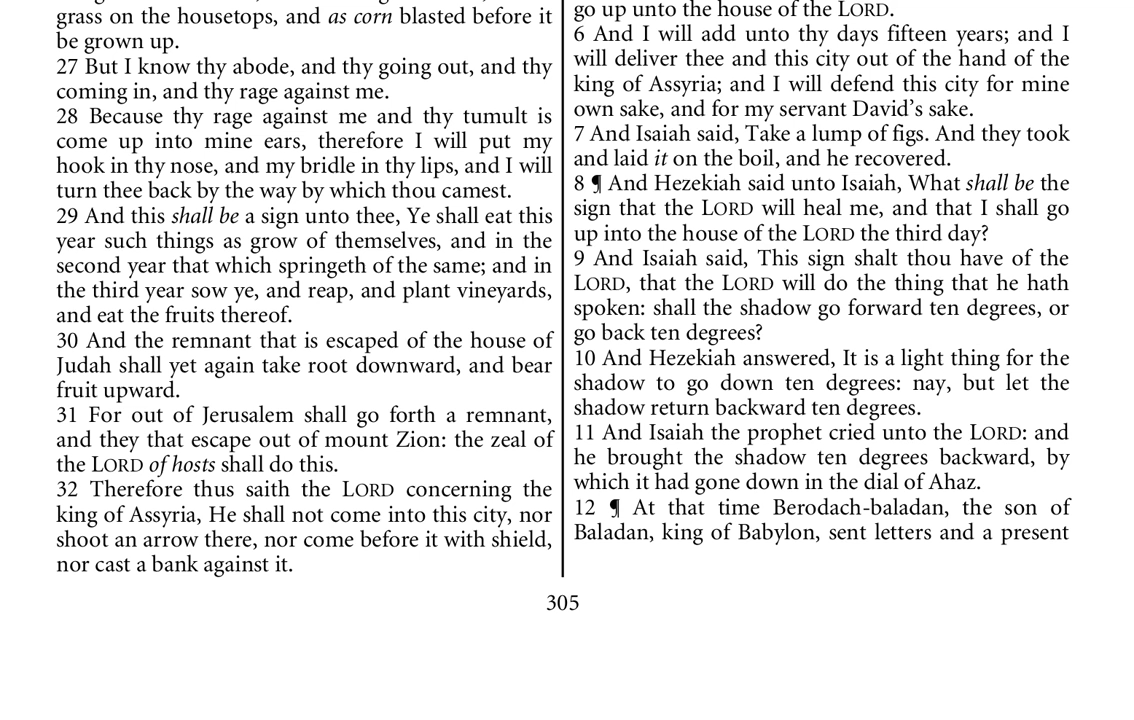 grass on the housetops, and as corn blasted before it
be grown up.
27 But I know thy abode, and thy going out, and thy
coming in, and thy rage against me.
28 Because thy rage against me and thy tumult is
come up into mine ears, therefore I will put my
hook in thy nose, and my bridle in thy lips, and I will
turn thee back by the way by which thou camest.
29 And this shall be a sign unto thee, Ye shall eat this
year such things as grow of themselves, and in the
second year that which springeth of the same; and in
the third year sow ye, and reap, and plant vineyards,
and eat the fruits thereof.
30 And the remnant that is escaped of the house of
Judah shall yet again take root downward, and bear
fruit upward.
31 For out of Jerusalem shall go forth a remnant,
and they that escape out of mount Zion: the zeal of
the LORD of hosts shall do this.
32 Therefore thus saith the LORD concerning the
king of Assyria, He shall not come into this city, nor
shoot an arrow there, nor come before it with shield,
nor cast a bank against it.
go up unto the house of the LORD.
6 And I will add unto thy days fifteen years; and I
will deliver thee and this city out of the hand of the
king of Assyria; and I will defend this city for mine
own sake, and for my servant David’s sake.
7 And Isaiah said, Take a lump of figs. And they took
and laid it on the boil, and he recovered.
8 ¶ And Hezekiah said unto Isaiah, What shall be the
sign that the LORD will heal me, and that I shall go
up into the house of the LORD the third day?
9 And Isaiah said, This sign shalt thou have of the
LORD, that the LORD will do the thing that he hath
spoken: shall the shadow go forward ten degrees, or
go back ten degrees?
10 And Hezekiah answered, It is a light thing for the
shadow to go down ten degrees: nay, but let the
shadow return backward ten degrees.
11 And Isaiah the prophet cried unto the LORD: and
he brought the shadow ten degrees backward, by
which it had gone down in the dial of Ahaz.
12 ¶ At that time Berodach-baladan, the son of
Baladan, king of Babylon, sent letters and a present
305